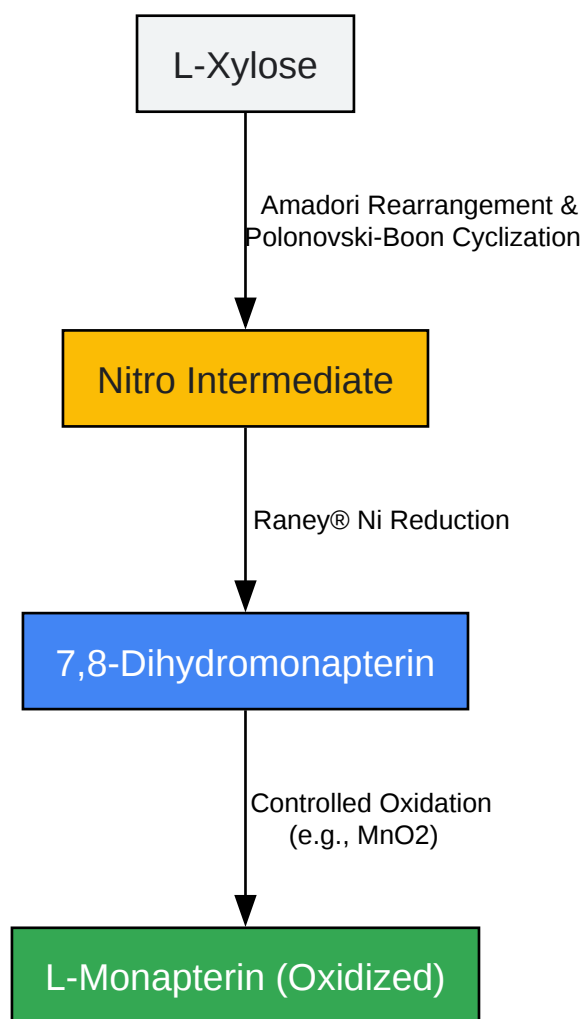 L-Xylose
Amadori Rearrangement &
Polonovski-Boon Cyclization
Nitro Intermediate
Raney® Ni Reduction
7,8-Dihydromonapterin
Controlled Oxidation
(e.g., MnO2)
L-Monapterin (Oxidized)